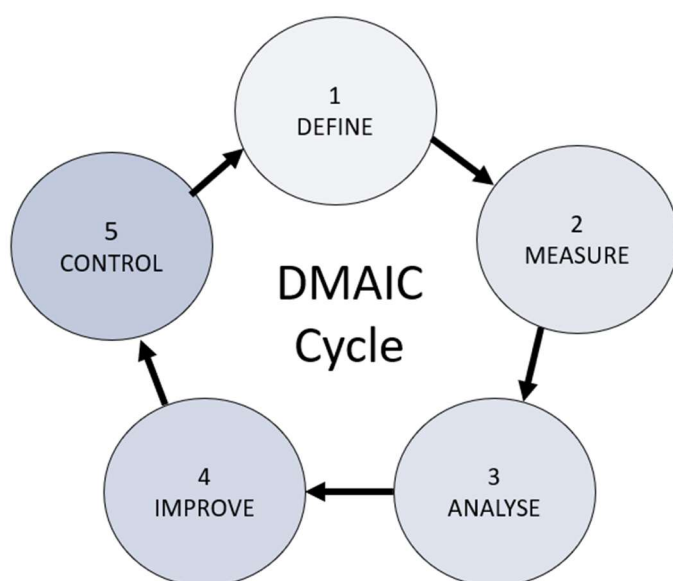 1
DEFINE
2
MEASURE
3
ANALYSE
4
IMPROVE
5
CONTROL
DMAIC
Cycle